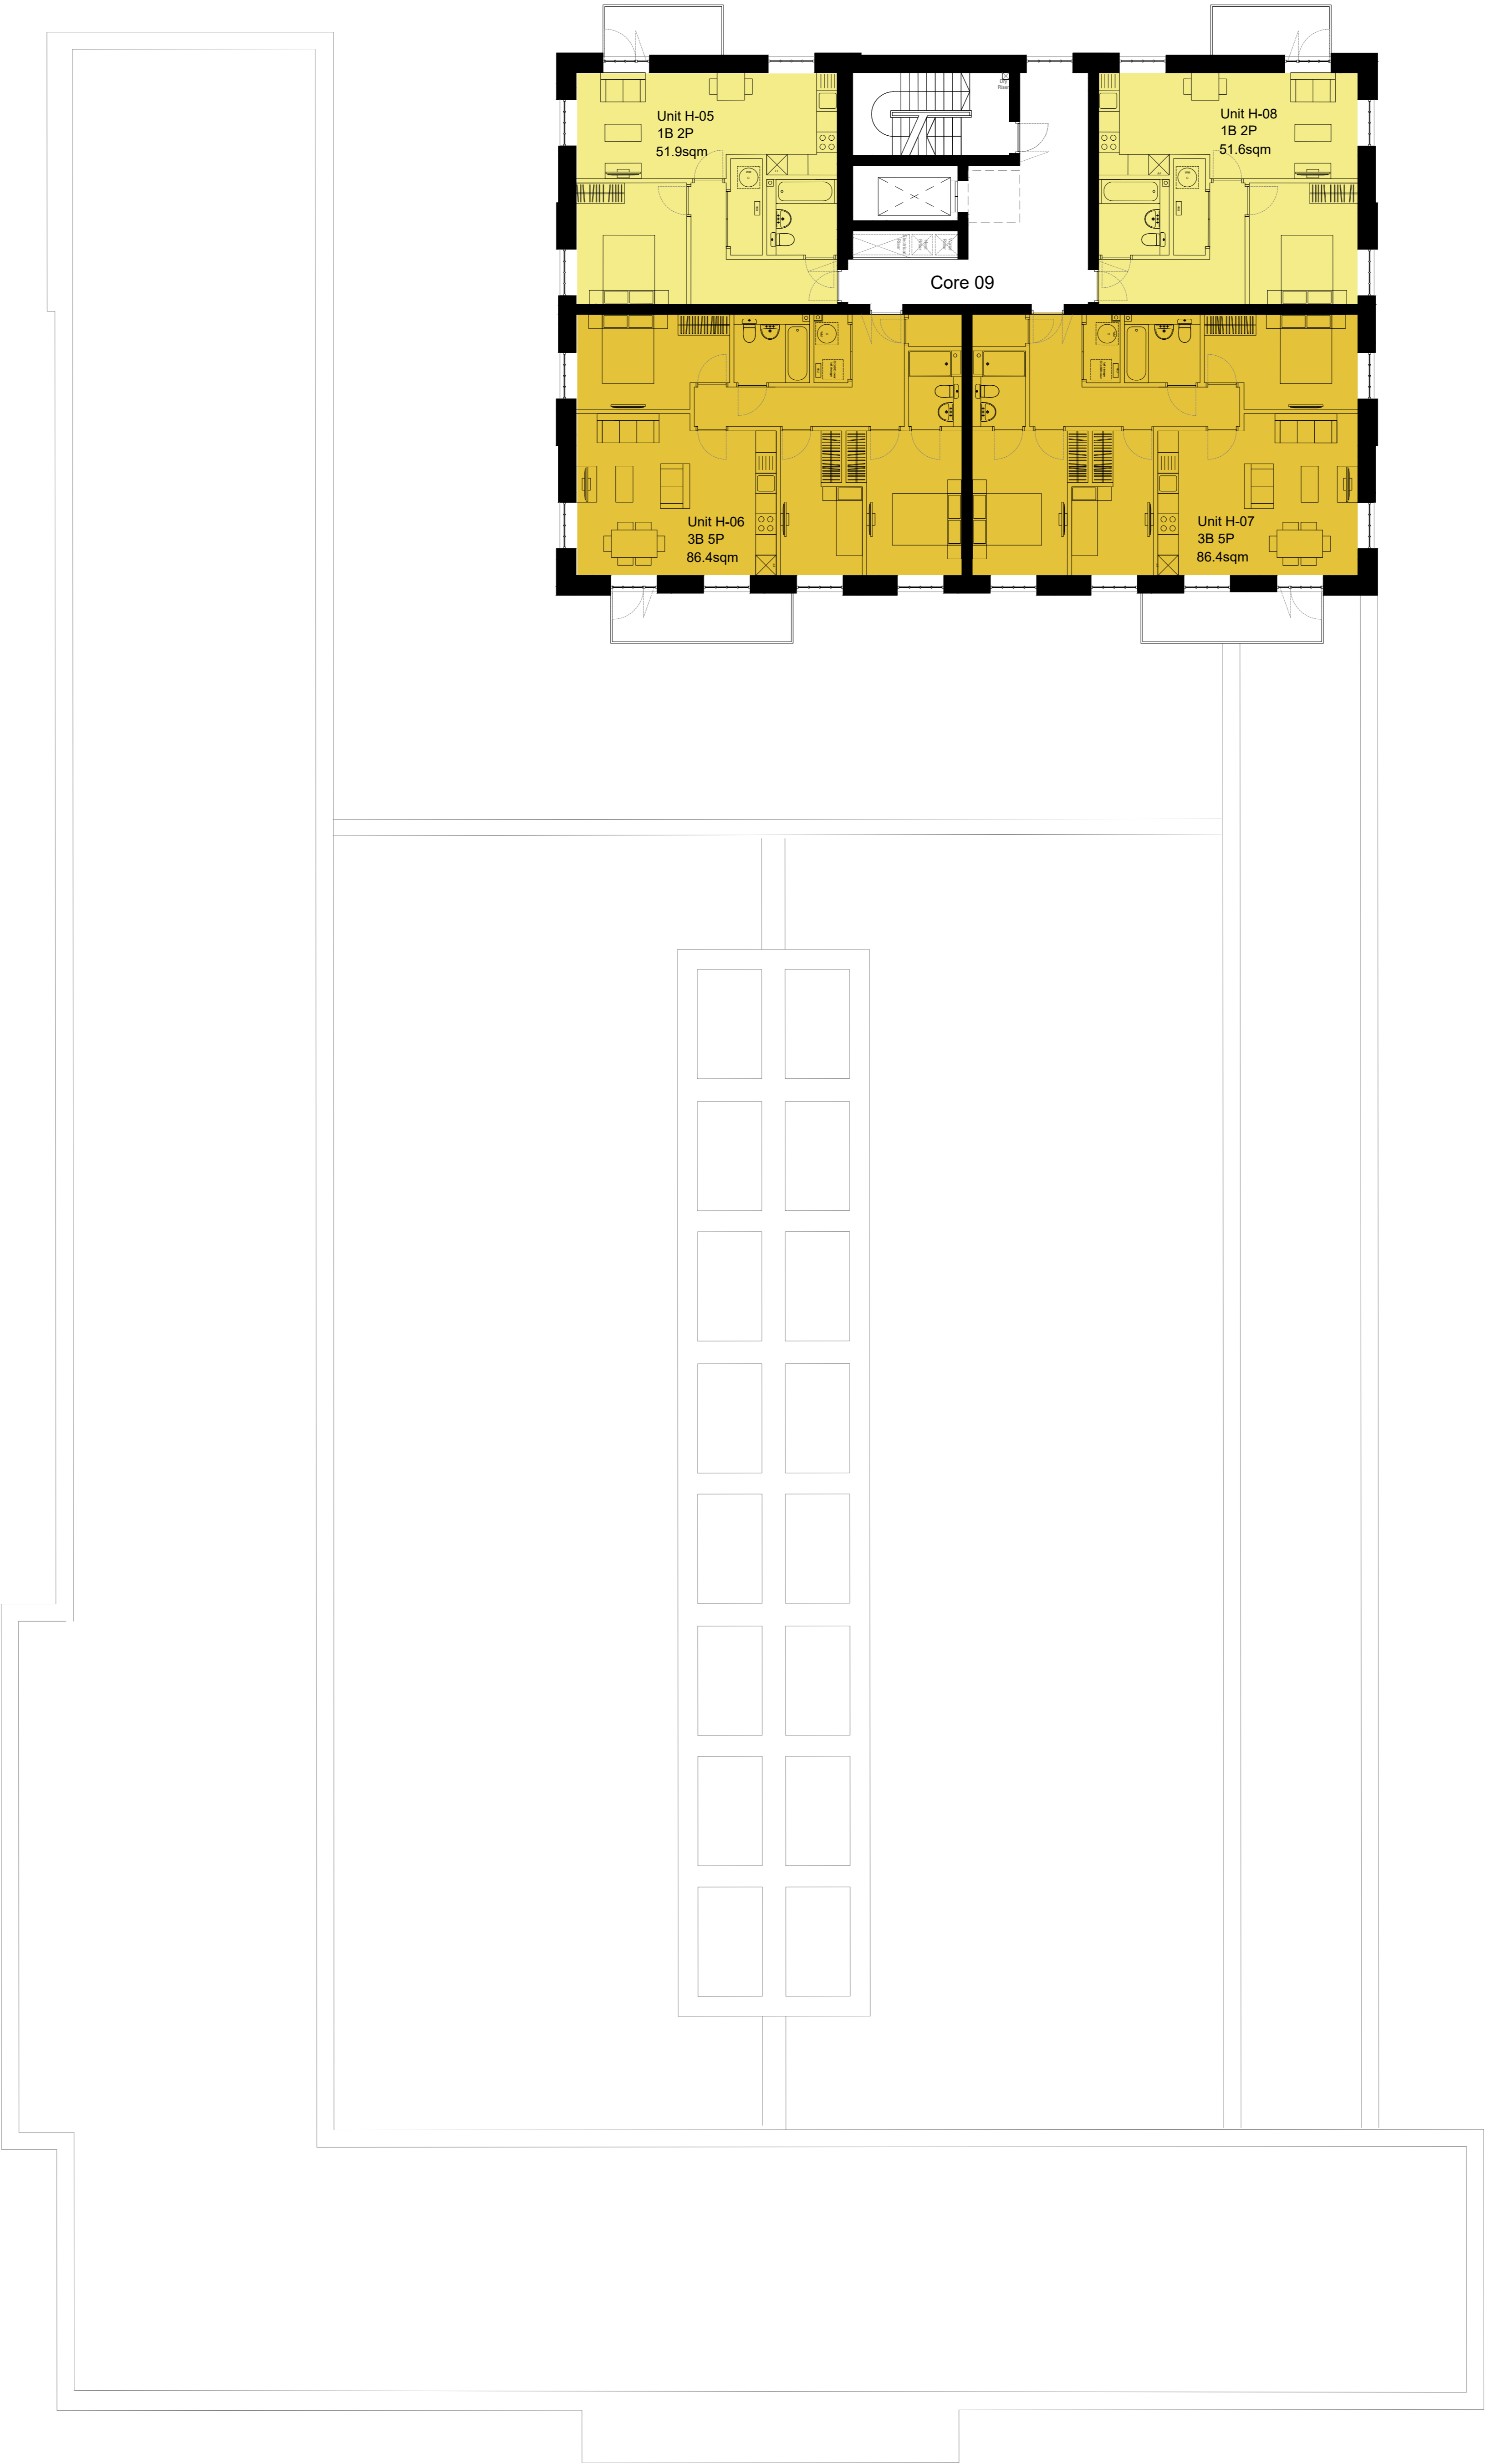 Unit H-05
1B 2P
51.9sqm
Unit H-08
1B 2P
51.6sqm
Core 09
Unit H-06
3B 5P
86.4sqm
Unit H-07
3B 5P
86.4sqm